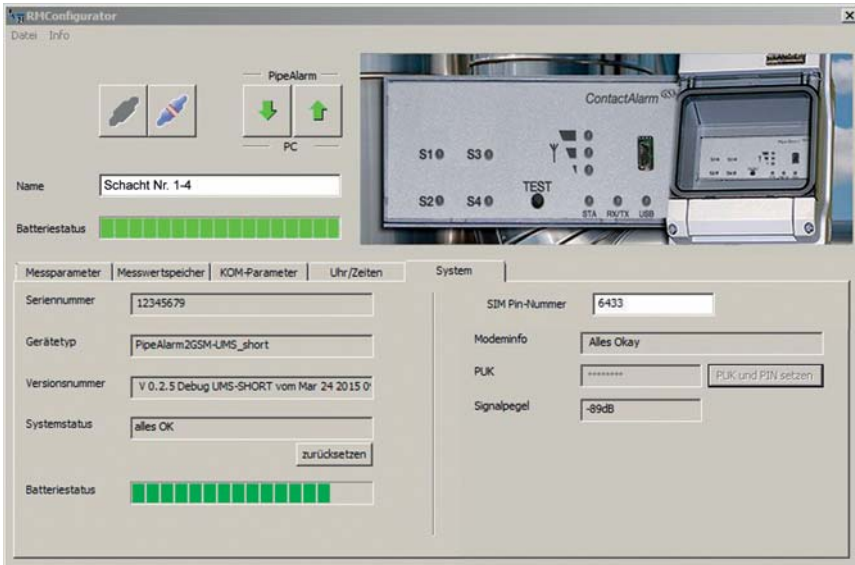 RMConfigurator
Datei Info
PipeAlarm
PC
Name
Schacht Nr. 1-4
Batteriestatus
ContactAlarm GSM
S1 S3
TEST
S2 S4
STA RX/TX USB
Messparameter Messwertspeicher KOM-Parameter Uhr/Zeiten System
Seriennummer 12345679
Gerätetyp PipeAlarm2GSM-UMS_short
Versionsnummer V 0.2.5 Debug UMS-SHORT vom Mar 24 2015
Systemstatus alles OK
zurücksetzen
Batteriestatus
SIM Pin-Nummer 6433
Modeminfo Alles Okay
PUK ******** PUK und PIN setzen
Signalpegel -89dB